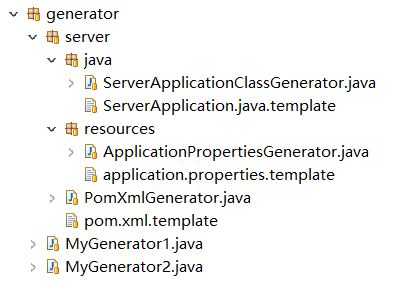 generator
server
java
ServerApplicationClassGenerator.java
ServerApplication.java.template
resources
ApplicationPropertiesGenerator.java
application.properties.template
PomXmlGenerator.java
pom.xml.template
MyGenerator1.java
MyGenerator2.java